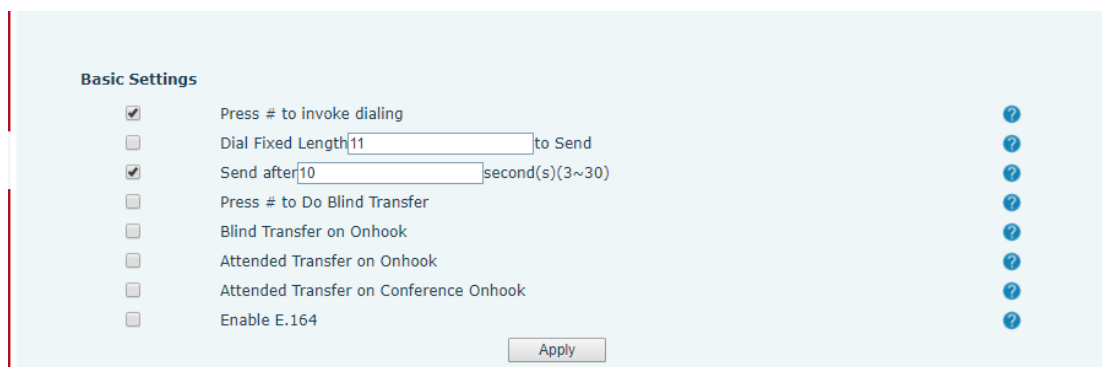 Basic Settings
Press # to invoke dialing
Dial Fixed Length 11 to Send
Send after 10 second(s)(3~30)
Press # to Do Blind Transfer
Blind Transfer on Onhook
Attended Transfer on Onhook
Attended Transfer on Conference Onhook
Enable E.164
Apply